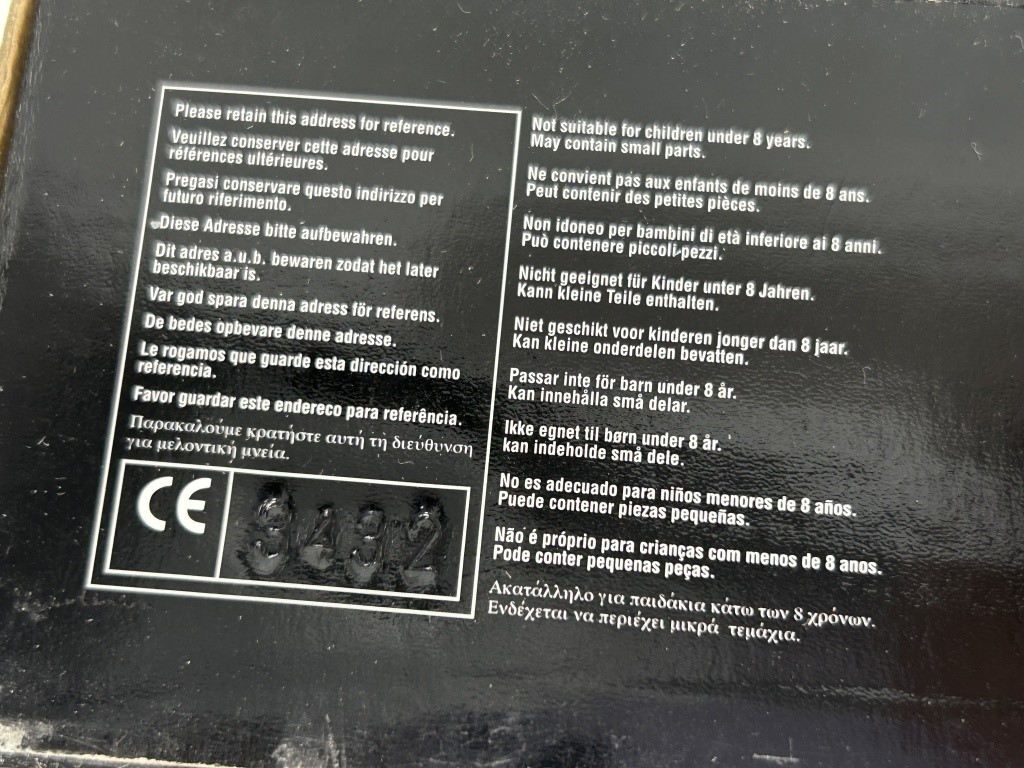 Please retain this address for reference.
Veuillez conserver cette adresse pour
références ultérieures.
Pregasi conservare questo indirizzo per
futuro riferimento.
Diese Adresse bitte aufbewahren.
Dit adres a.u.b. bewaren zodat het later
beschikbaar is.
Var god spara denna adress för referens.
De bedes opbevare denne adresse.
Le rogamos que guarde esta dirección como
referencia.
Favor guardar este endereco para referência.
Παρακαλούμε κρατήστε αυτή τη διεύθυνση
για μελοντική μνεία.
CE
3432
Not suitable for children under 8 years.
May contain small parts.
Ne convient pas aux enfants de moins de 8 ans.
Peut contenir des petites pièces.
Non idoneo per bambini di età inferiore ai 8 anni.
Può contenere piccoli pezzi.
Nicht geeignet für Kinder unter 8 Jahren.
Kann kleine Teile enthalten.
Niet geschikt voor kinderen jonger dan 8 jaar.
Kan kleine onderdelen bevatten.
Passar inte för barn under 8 år.
Kan innehålla små delar.
Ikke egnet til børn under 8 år.
kan indeholde små dele.
No es adecuado para niños menores de 8 años.
Puede contener piezas pequeñas.
Não é próprio para crianças com menos de 8 anos.
Pode conter pequenas peças.
Ακατάλληλο για παιδάκια κάτω των 8 χρόνων.
Ενδέχεται να περιέχει μικρά τεμάχια.